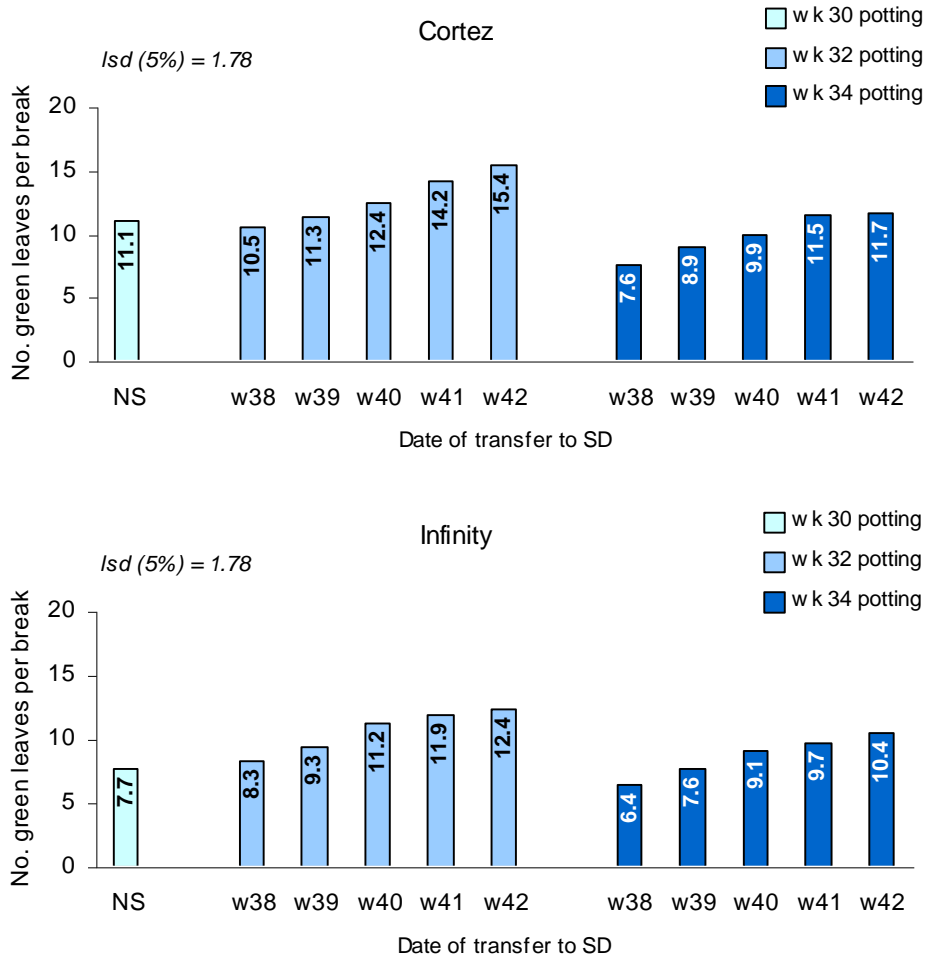 Cortez
lsd (5%) = 1.78
w k 30 potting
w k 32 potting
w k 34 potting
No. green leaves per break
20
15
10
5
0
11.1
10.5
11.3
12.4
14.2
15.4
7.6
8.9
9.9
11.5
11.7
NS w38 w39 w40 w41 w42 w38 w39 w40 w41 w42
Date of transfer to SD
Infinity
lsd (5%) = 1.78
w k 30 potting
w k 32 potting
w k 34 potting
No. green leaves per break
20
15
10
5
0
7.7
8.3
9.3
11.2
11.9
12.4
6.4
7.6
9.1
9.7
10.4
NS w38 w39 w40 w41 w42 w38 w39 w40 w41 w42
Date of transfer to SD